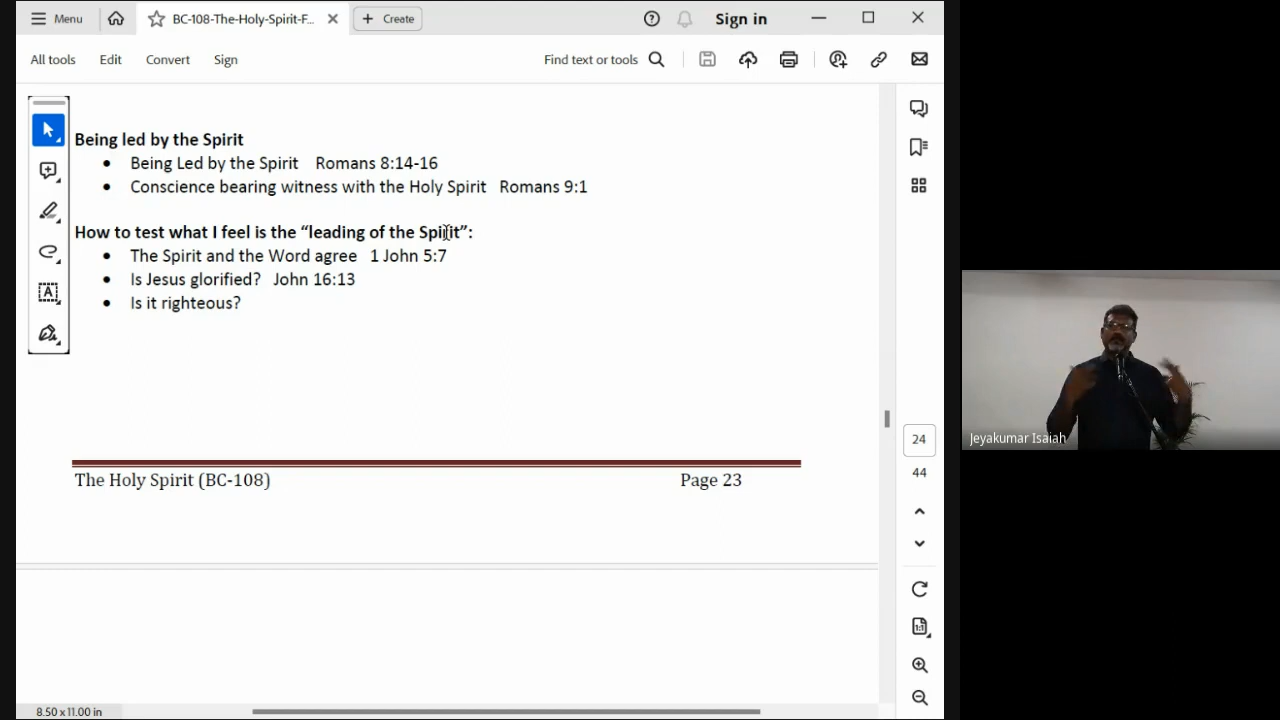 Menu
BC-108-The-Holy-Spirit-F...
Create
Sign in
All tools
Edit
Convert
Sign
Find text or tools
Being led by the Spirit
• Being Led by the Spirit Romans 8:14-16
• Conscience bearing witness with the Holy Spirit Romans 9:1
How to test what I feel is the “leading of the Spirit”:
• The Spirit and the Word agree 1 John 5:7
• Is Jesus glorified? John 16:13
• Is it righteous?
The Holy Spirit (BC-108) Page 23
24
44
1:1
8.50 x 11.00 in
Jeyakumar Isaiah